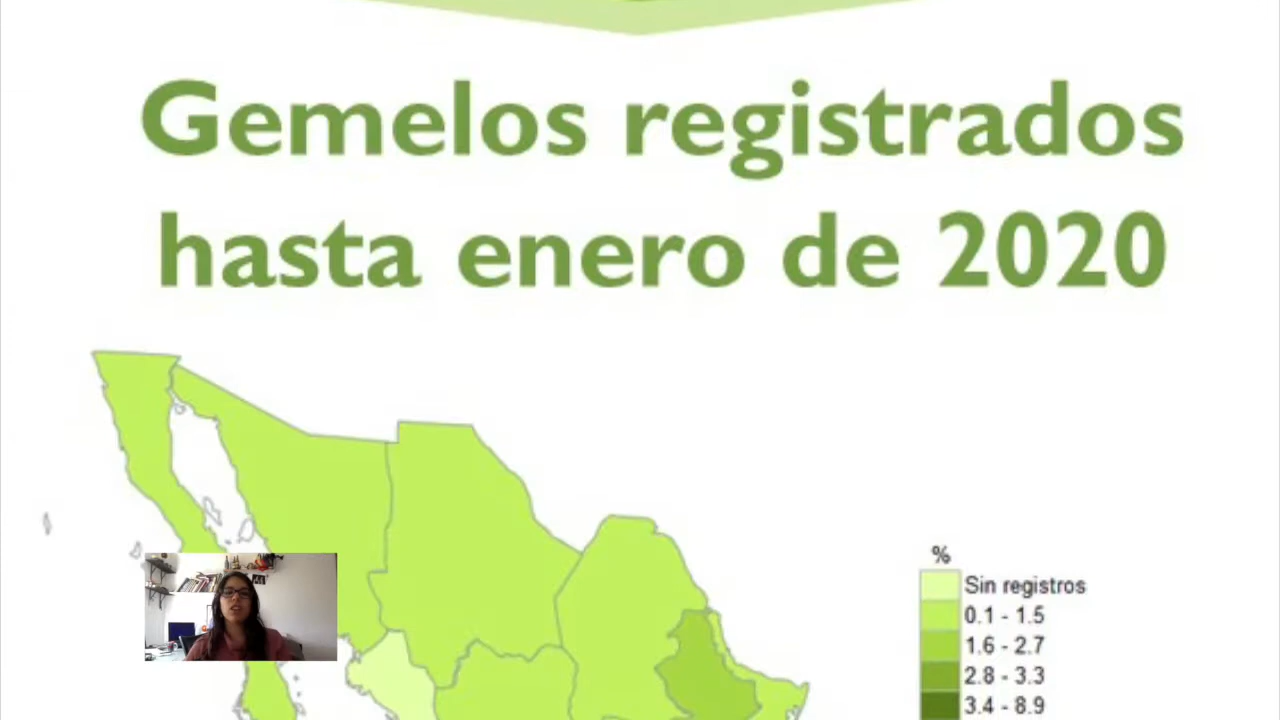 Gemelos registrados
hasta enero de 2020
%
Sin registros
0.1 - 1.5
1.6 - 2.7
2.8 - 3.3
3.4 - 8.9